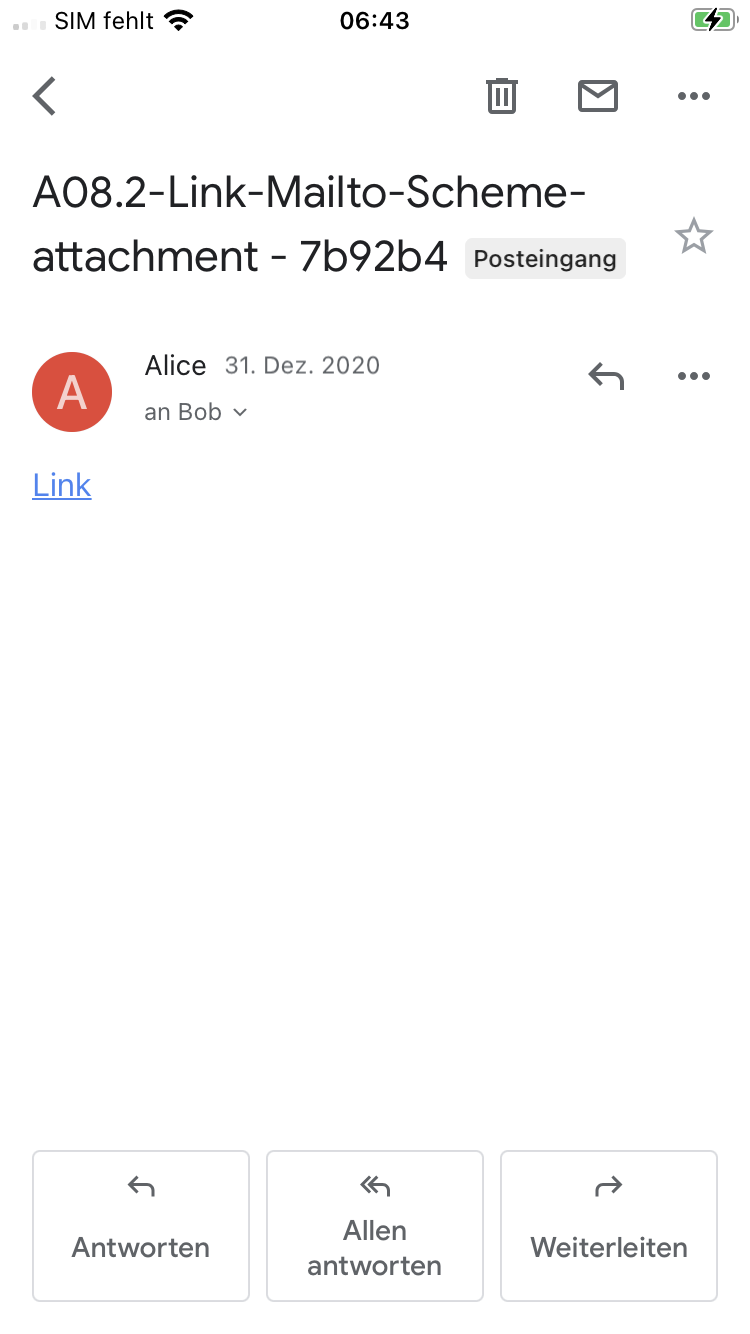 SIM fehlt 06:43
A08.2-Link-Mailto-Scheme-
attachment - 7b92b4 Posteingang
A
Alice 31. Dez. 2020
an Bob
Link
Antworten
Allen
antworten
Weiterleiten